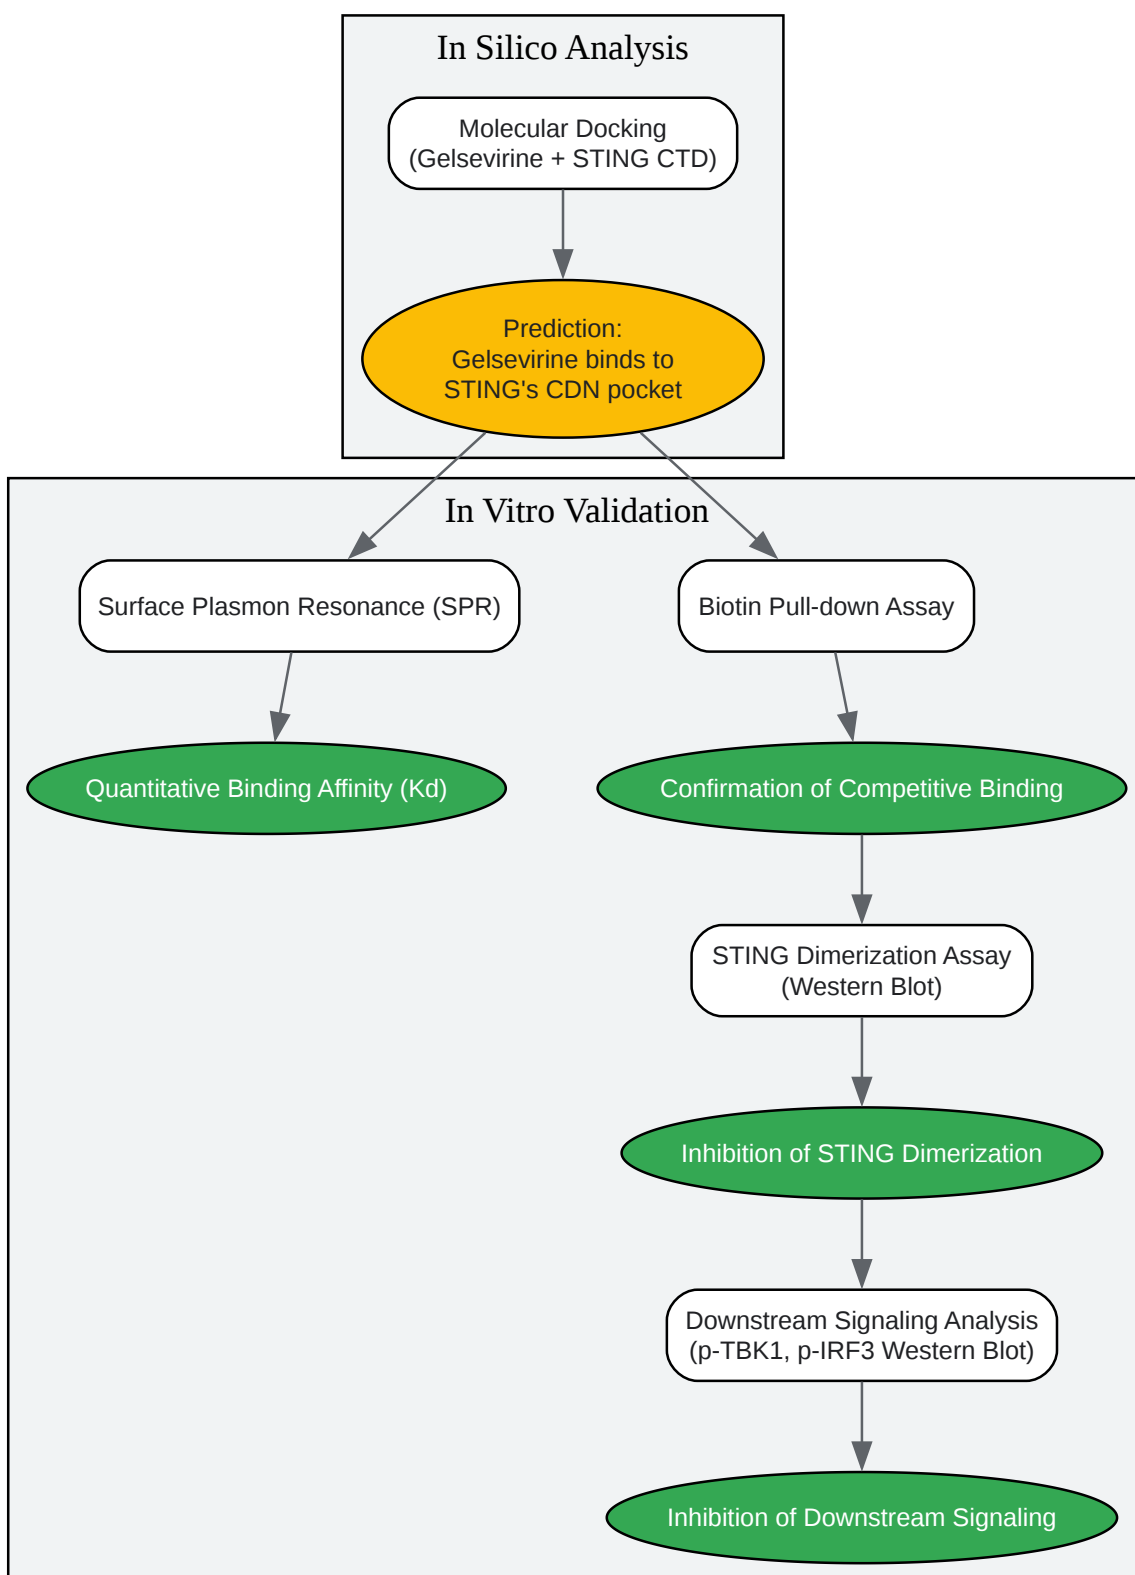 In Silico Analysis
Molecular Docking
(Gelsevirine + STING CTD)
Prediction:
Gelsevirine binds to
STING's CDN pocket
In Vitro Validation
Surface Plasmon Resonance (SPR)
Biotin Pull-down Assay
Quantitative Binding Affinity (Kd)
Confirmation of Competitive Binding
STING Dimerization Assay
(Western Blot)
Inhibition of STING Dimerization
Downstream Signaling Analysis
(p-TBK1, p-IRF3 Western Blot)
Inhibition of Downstream Signaling